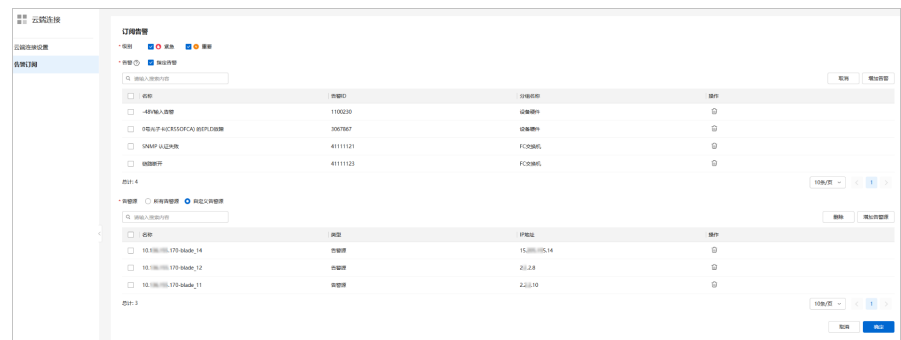 云端连接
云端连接设置
告警订阅
订阅告警
* 级别 紧急 重要
* 告警 指定告警
请输入搜索内容 取消 增加告警
名称 告警ID 分组名称 操作
-48V输入告警 1100230 设备硬件
0号光子卡(CR5SOFCA) 的EPLD故障 3067867 设备硬件
SNMP 认证失败 41111121 FC交换机
链路断开 41111123 FC交换机
总计: 4 10条/页 1
* 告警源 所有告警源 自定义告警源
请输入搜索内容 删除 增加告警源
名称 类型 IP地址 操作
.170-blade_14 告警源
.170-blade_12 告警源
.170-blade_11 告警源
总计: 3 10条/页 1
取消 确定